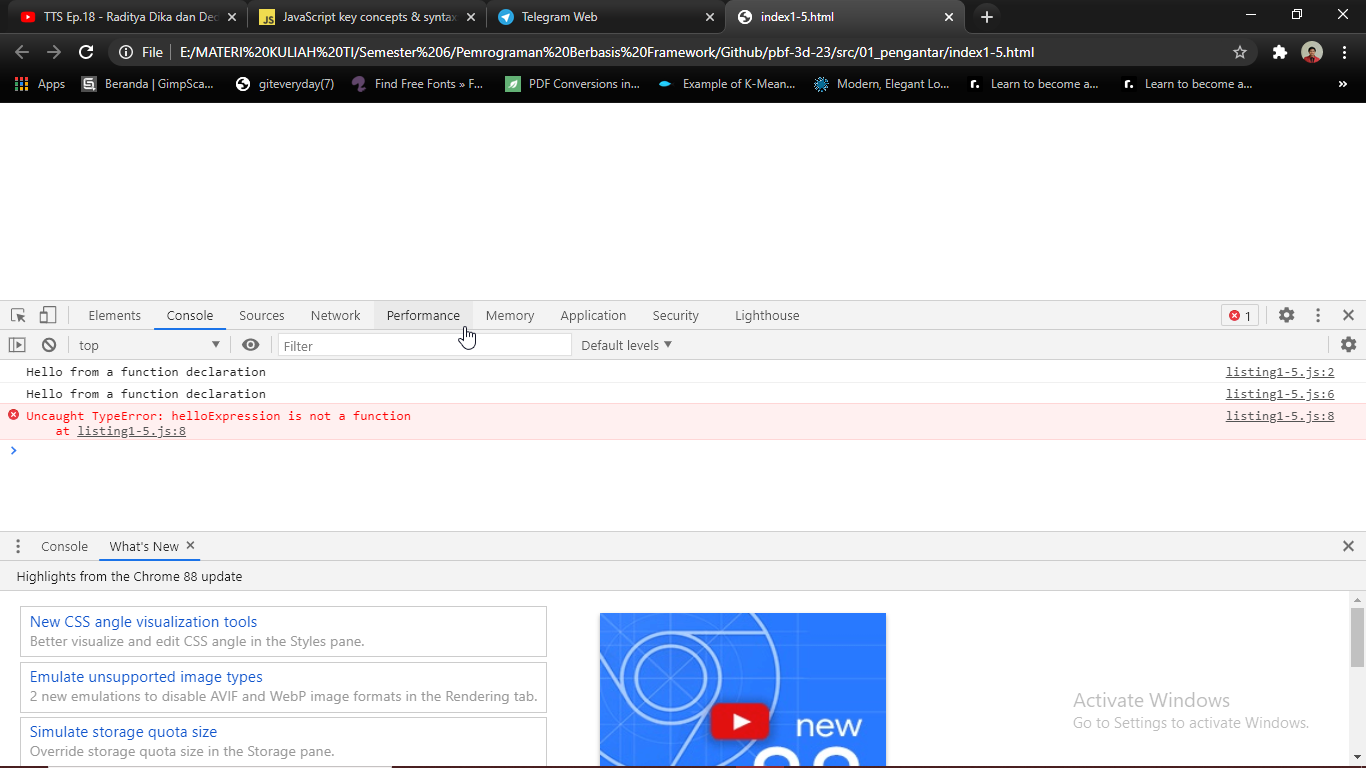 TTS Ep.18 - Raditya Dika dan Dec
JavaScript key concepts & syntax
Telegram Web
index1-5.html
File
E:/MATERI%20KULIAH%20TI/Semester%206/Pemrograman%20Berbasis%20Framework/Github/pbf-3d-23/src/01_pengantar/index1-5.html
Apps
Beranda | GimpSca...
giteveryday(7)
Find Free Fonts » F...
PDF Conversions in...
Example of K-Mean...
Modern, Elegant Lo...
Learn to become a...
Learn to become a...
»
Elements
Console
Sources
Network
Performance
Memory
Application
Security
Lighthouse
1
top
Filter
Default levels
Hello from a function declaration
listing1-5.js:2
Hello from a function declaration
listing1-5.js:6
Uncaught TypeError: helloExpression is not a function
listing1-5.js:8
at listing1-5.js:8
Console
What's New
Highlights from the Chrome 88 update
New CSS angle visualization tools
Better visualize and edit CSS angle in the Styles pane.
Emulate unsupported image types
2 new emulations to disable AVIF and WebP image formats in the Rendering tab.
Simulate storage quota size
Override storage quota size in the Storage pane.
new
88
Activate Windows
Go to Settings to activate Windows.